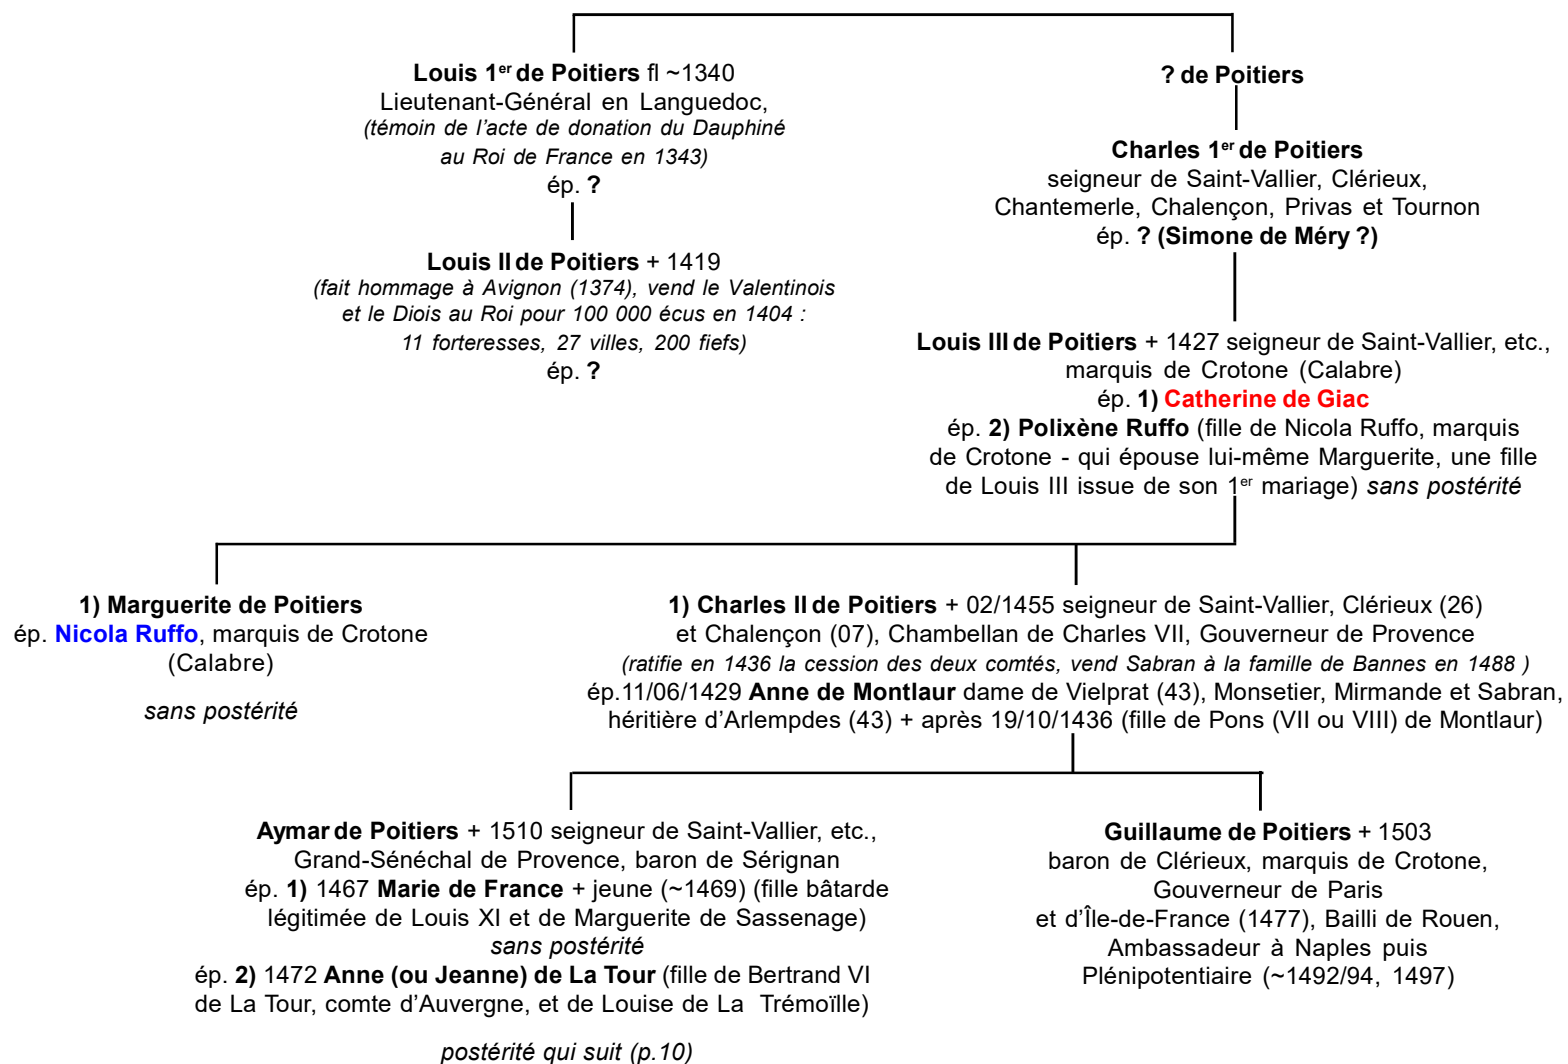 Louis 1er de Poitiers fl ~1340
Lieutenant-Général en Languedoc,
(témoin de l'acte de donation du Dauphiné
au Roi de France en 1343)
ép. ?
Louis II de Poitiers + 1419
(fait hommage à Avignon (1374), vend le Valentinois
et le Diois au Roi pour 100 000 écus en 1404 :
11 forteresses, 27 villes, 200 fiefs)
ép. ?
? de Poitiers
Charles 1er de Poitiers
seigneur de Saint-Vallier, Clérieux,
Chantemerle, Chalençon, Privas et Tournon
ép. ? (Simone de Méry ?)
Louis III de Poitiers + 1427 seigneur de Saint-Vallier, etc.,
marquis de Crotone (Calabre)
ép. 1) Catherine de Giac
ép. 2) Polixène Ruffo (fille de Nicola Ruffo, marquis
de Crotone - qui épouse lui-même Marguerite, une fille
de Louis III issue de son 1er mariage) sans postérité
1) Marguerite de Poitiers
ép. Nicola Ruffo, marquis de Crotone
(Calabre)
sans postérité
1) Charles II de Poitiers + 02/1455 seigneur de Saint-Vallier, Clérieux (26)
et Chalençon (07), Chambellan de Charles VII, Gouverneur de Provence
(ratifie en 1436 la cession des deux comtés, vend Sabran à la famille de Bannes en 1488 )
ép.11/06/1429 Anne de Montlaur dame de Vielprat (43), Monsetier, Mirmande et Sabran,
héritière d'Arlempdes (43) + après 19/10/1436 (fille de Pons (VII ou VIII) de Montlaur)
Aymar de Poitiers + 1510 seigneur de Saint-Vallier, etc.,
Grand-Sénéchal de Provence, baron de Sérignan
ép. 1) 1467 Marie de France + jeune (~1469) (fille bâtarde
légitimée de Louis XI et de Marguerite de Sassenage)
sans postérité
ép. 2) 1472 Anne (ou Jeanne) de La Tour (fille de Bertrand VI
de La Tour, comte d'Auvergne, et de Louise de La Trémoïlle)
postérité qui suit (p.10)
Guillaume de Poitiers + 1503
baron de Clérieux, marquis de Crotone,
Gouverneur de Paris
et d'Île-de-France (1477), Bailli de Rouen,
Ambassadeur à Naples puis
Plénipotentiaire (~1492/94, 1497)